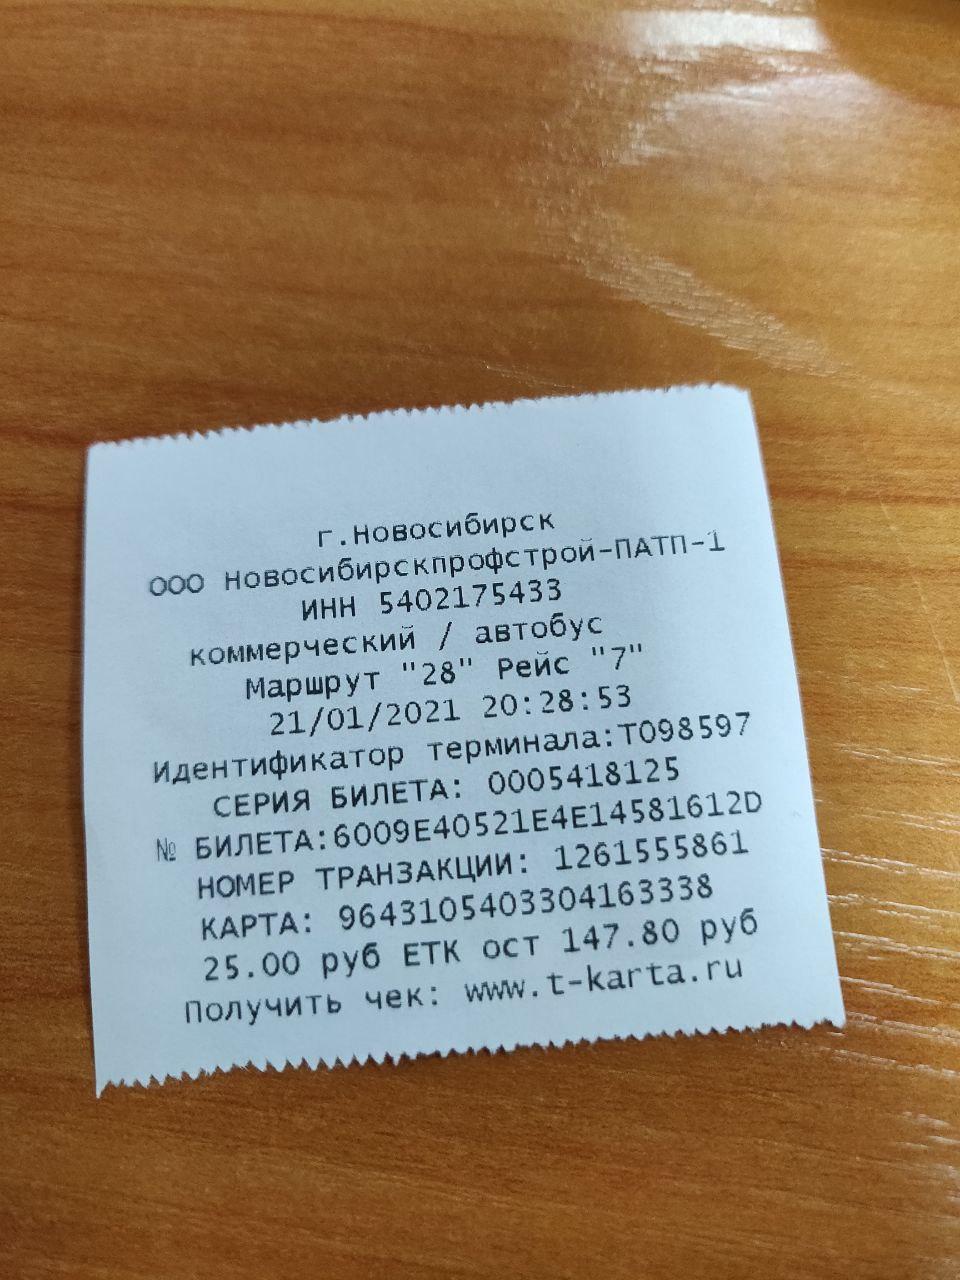 г.Новосибирск
ООО Новосибирскпрофстрой-ПАТП-1
ИНН 5402175433
коммерческий / автобус
Маршрут "28" Рейс "7"
21/01/2021 20:28:53
Идентификатор терминала:T098597
СЕРИЯ БИЛЕТА: 0005418125
№ БИЛЕТА:6009E40521E4E14581612D
НОМЕР ТРАНЗАКЦИИ: 1261555861
КАРТА: 9643105403304163338
25.00 руб ЕТК ост 147.80 руб
Получить чек: www.t-karta.ru